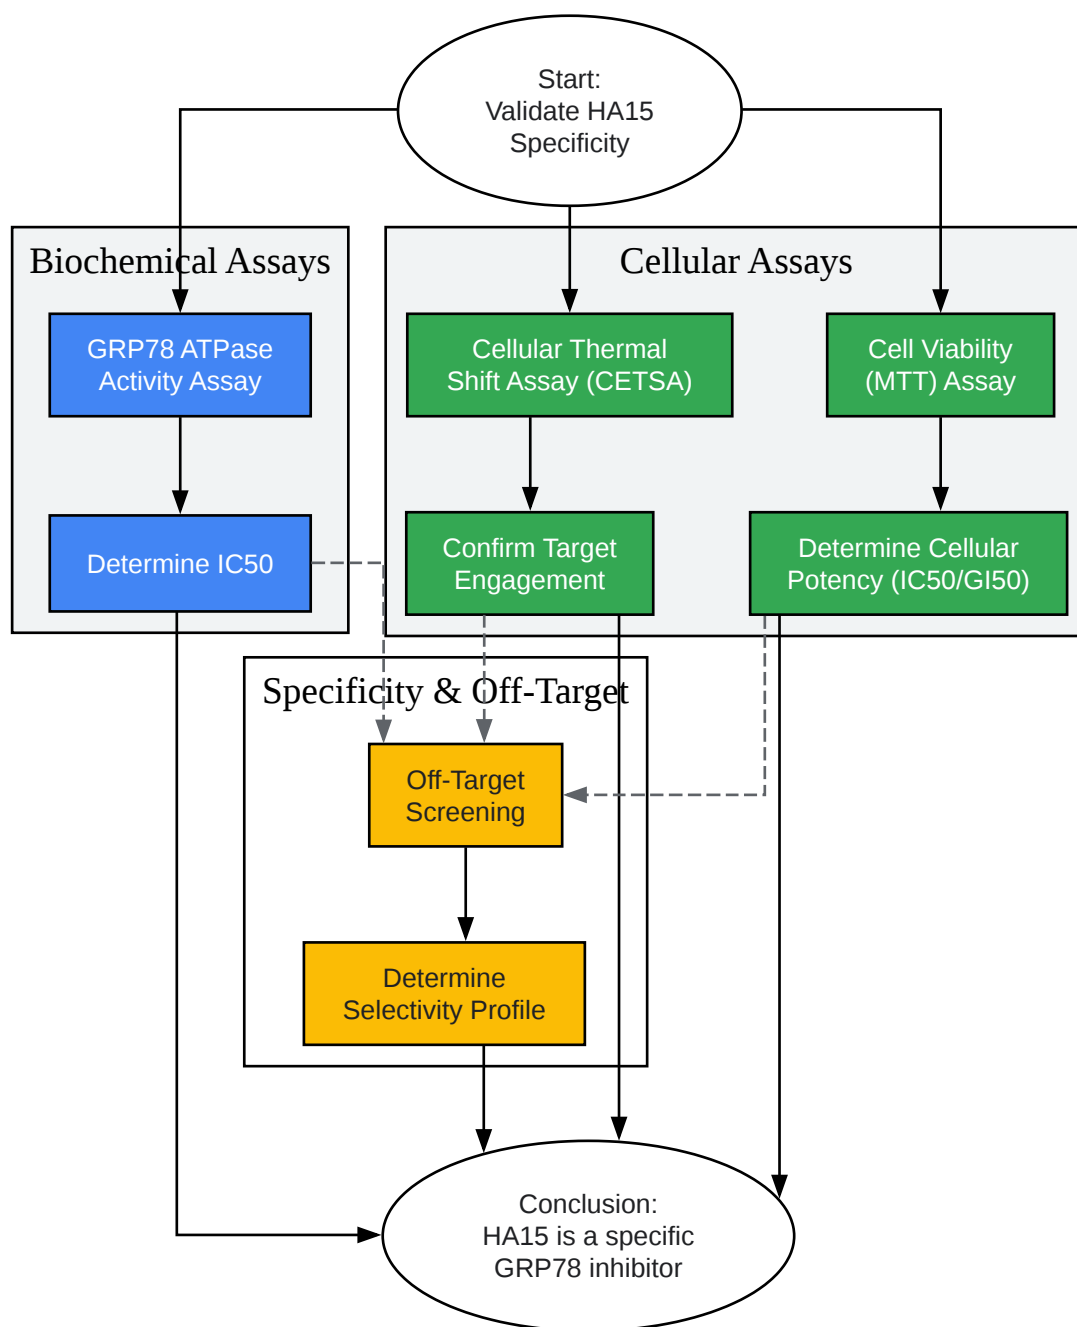 Start:
Validate HA15
Specificity
Biochemical Assays
Cellular Assays
GRP78 ATPase
Activity Assay
Cellular Thermal
Shift Assay (CETSA)
Cell Viability
(MTT) Assay
Determine IC50
Confirm Target
Engagement
Determine Cellular
Potency (IC50/GI50)
Specificity & Off-Target
Off-Target
Screening
Determine
Selectivity Profile
Conclusion:
HA15 is a specific
GRP78 inhibitor